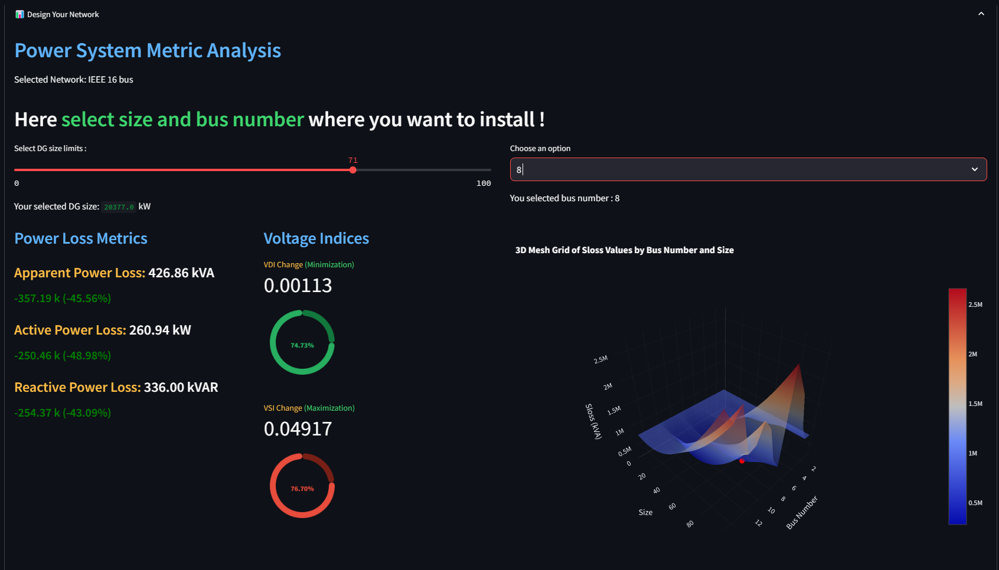 Design Your Network
Power System Metric Analysis
Selected Network: IEEE 16 bus
Here select size and bus number where you want to install !
Select DG size limits :
71
0
100
Your selected DG size: 20377.0 kW
Choose an option
8
You selected bus number : 8
Power Loss Metrics
Apparent Power Loss: 426.86 kVA
-357.19 k (-45.56%)
Active Power Loss: 260.94 kW
-250.46 k (-48.98%)
Reactive Power Loss: 336.00 kVAR
-254.37 k (-43.09%)
Voltage Indices
VDI Change (Minimization)
0.00113
74.73%
VSI Change (Maximization)
0.04917
76.70%
3D Mesh Grid of Sloss Values by Bus Number and Size
2.5M
2M
1.5M
1M
0.5M
Sloss (kVA)
0
20
40
60
80
Size
2
4
6
8
10
12
Bus Number
2.5M
2M
1.5M
1M
0.5M